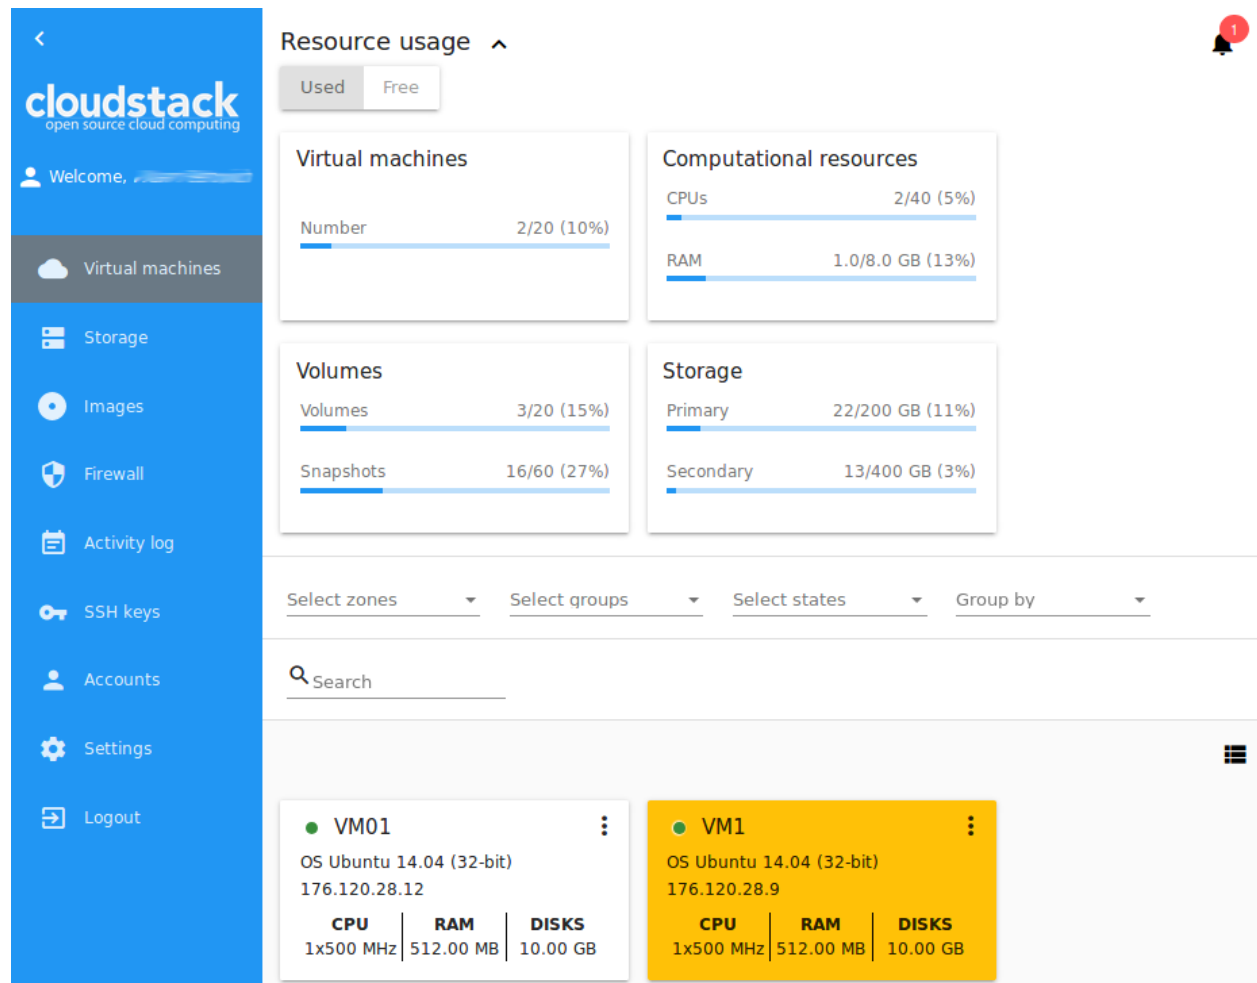 cloudstack
open source cloud computing
Welcome,
Virtual machines
Storage
Images
Firewall
Activity log
SSH keys
Accounts
Settings
Logout
Resource usage
1
Used Free
Virtual machines
Number 2/20 (10%)
Computational resources
CPUs 2/40 (5%)
RAM 1.0/8.0 GB (13%)
Volumes
Volumes 3/20 (15%)
Snapshots 16/60 (27%)
Storage
Primary 22/200 GB (11%)
Secondary 13/400 GB (3%)
Select zones Select groups Select states Group by
Search
VM01
OS Ubuntu 14.04 (32-bit)
176.120.28.12
CPU RAM DISKS
1x500 MHz 512.00 MB 10.00 GB
VM1
OS Ubuntu 14.04 (32-bit)
176.120.28.9
CPU RAM DISKS
1x500 MHz 512.00 MB 10.00 GB